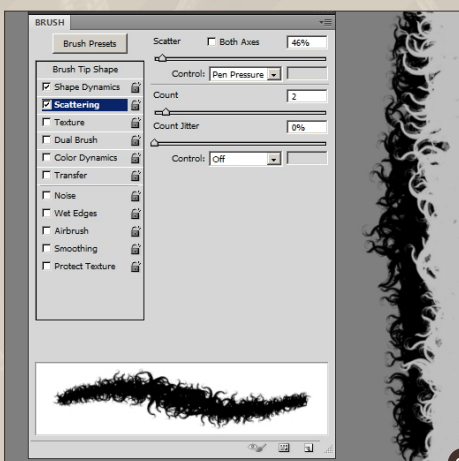 BRUSH
Brush Presets
Scatter Both Axes 46%
Brush Tip Shape
Control: Pen Pressure
Shape Dynamics
Scattering
Count 2
Texture
Count Jitter 0%
Dual Brush
Color Dynamics
Control: Off
Transfer
Noise
Wet Edges
Airbrush
Smoothing
Protect Texture